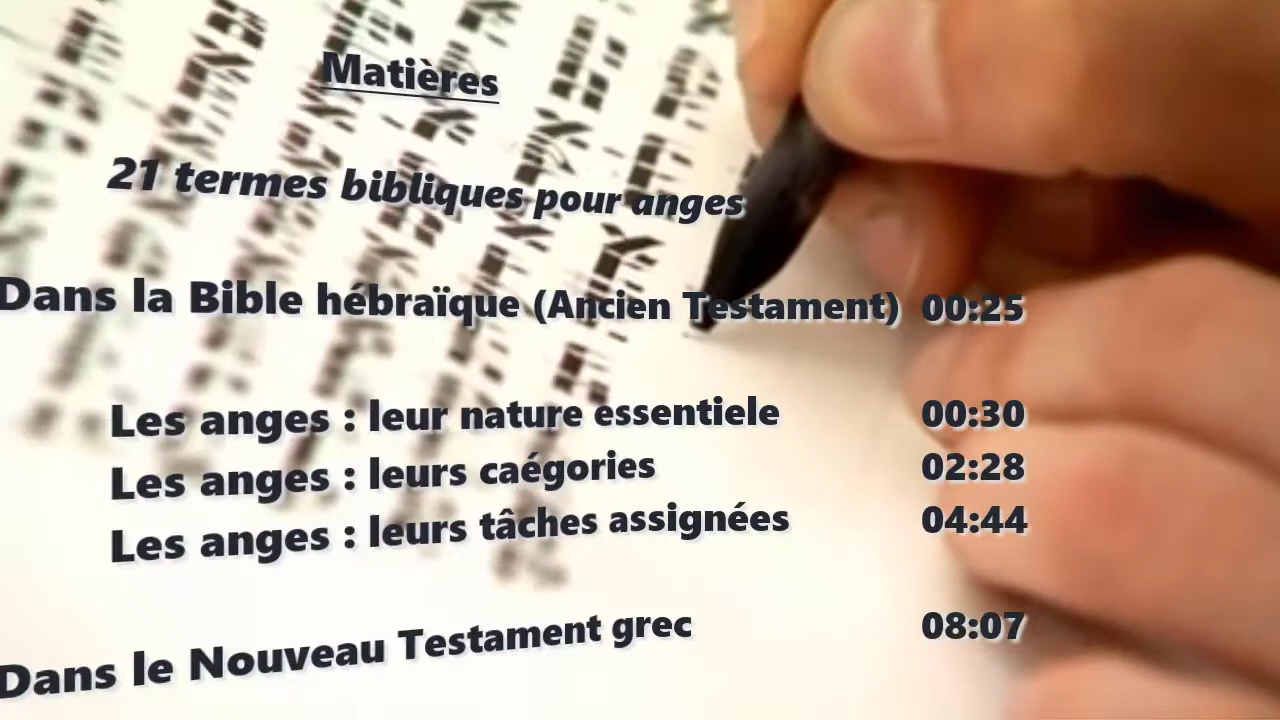 Matières
21 termes bibliques pour anges
Dans la Bible hébraïque (Ancien Testament) 00:25
Les anges : leur nature essentiele 00:30
Les anges : leurs caégories 02:28
Les anges : leurs tâches assignées 04:44
Dans le Nouveau Testament grec 08:07